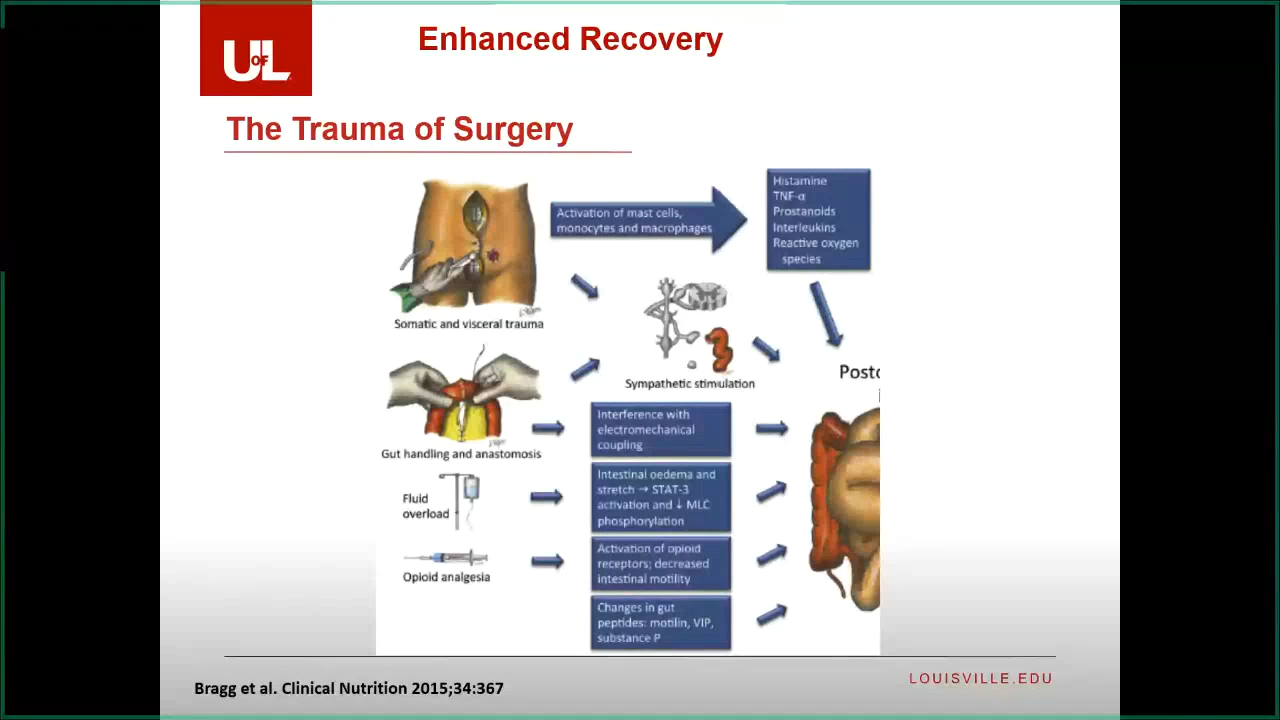 UL
OF
Enhanced Recovery
The Trauma of Surgery
Activation of mast cells,
monocytes and macrophages
Histamine
TNF-α
Prostanoids
Interleukins
Reactive oxygen
species
Somatic and visceral trauma
Sympathetic stimulation
Posto
Gut handling and anastomosis
Interference with
electromechanical
coupling
Fluid
overload
Intestinal oedema and
stretch → STAT-3
activation and ↓ MLC
phosphorylation
Opioid analgesia
Activation of opioid
receptors; decreased
intestinal motility
Changes in gut
peptides: motilin, VIP,
substance P
Bragg et al. Clinical Nutrition 2015;34:367
LOUISVILLE.EDU